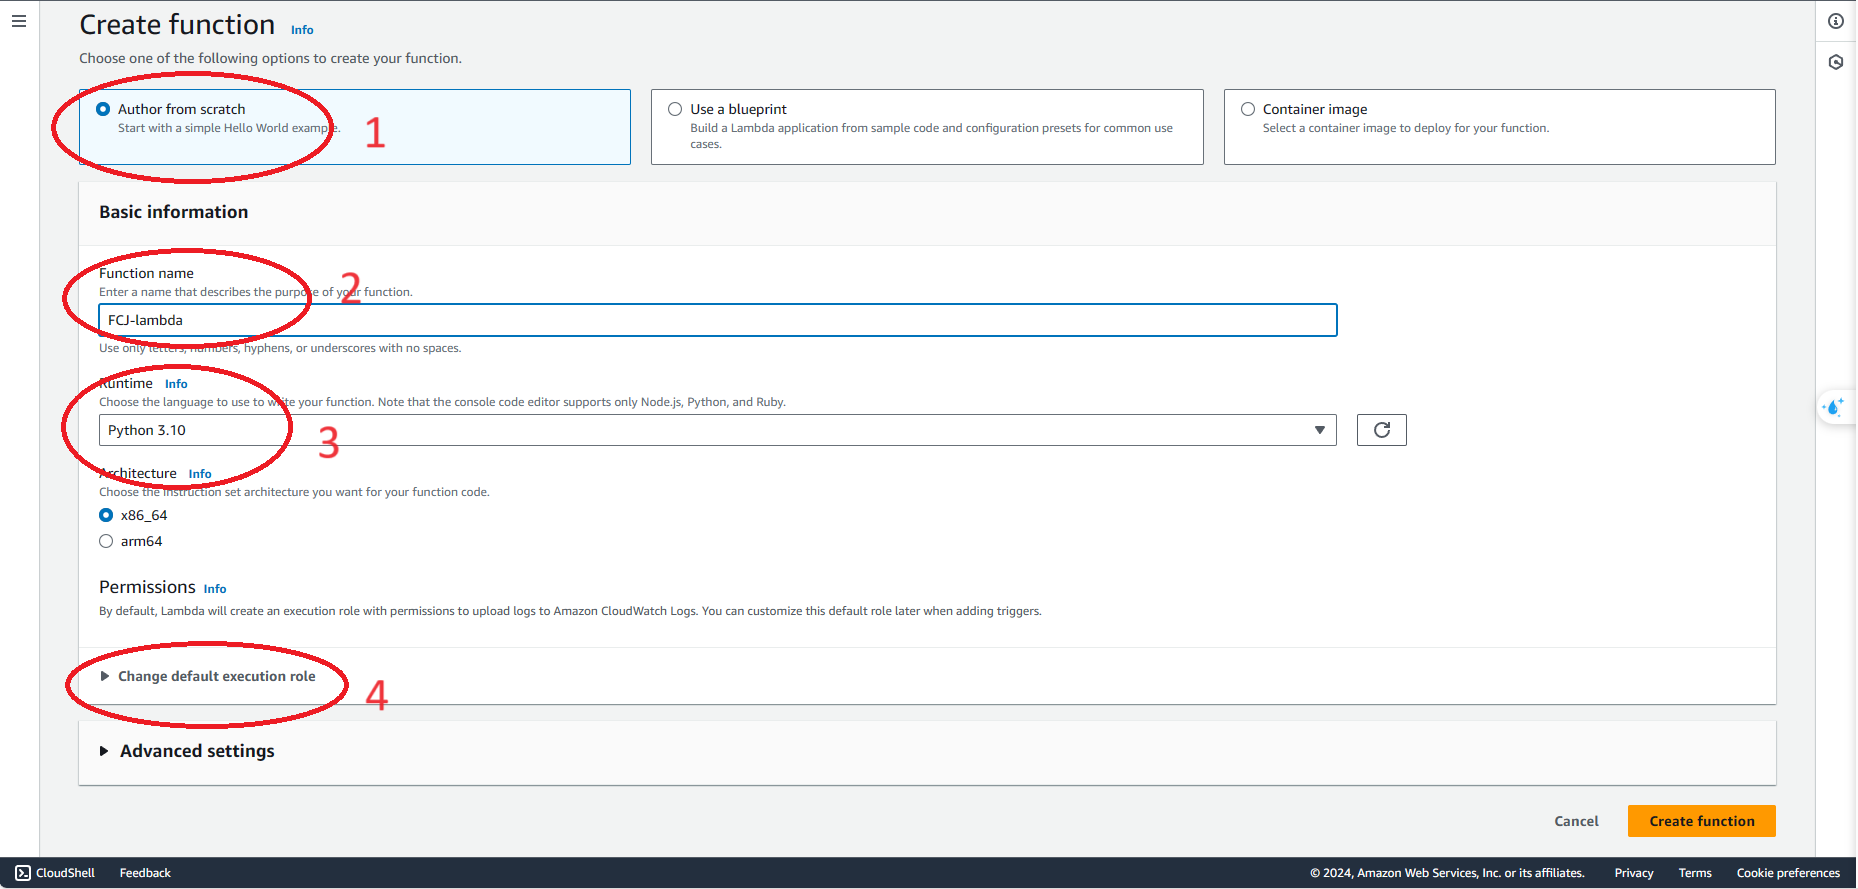 Create function Info
Choose one of the following options to create your function.
Author from scratch
Start with a simple Hello World example.
1
Use a blueprint
Build a Lambda application from sample code and configuration presets for common use
cases.
Container image
Select a container image to deploy for your function.
Basic information
Function name
2
Enter a name that describes the purpose of your function.
FCJ-lambda
Use only letters, numbers, hyphens, or underscores with no spaces.
Runtime Info
Choose the language to use to write your function. Note that the console code editor supports only Node.js, Python, and Ruby.
Python 3.10
3
Architecture Info
Choose the instruction set architecture you want for your function code.
x86_64
arm64
Permissions Info
By default, Lambda will create an execution role with permissions to upload logs to Amazon CloudWatch Logs. You can customize this default role later when adding triggers.
Change default execution role
4
Advanced settings
Cancel Create function
CloudShell Feedback © 2024, Amazon Web Services, Inc. or its affiliates. Privacy Terms Cookie preferences